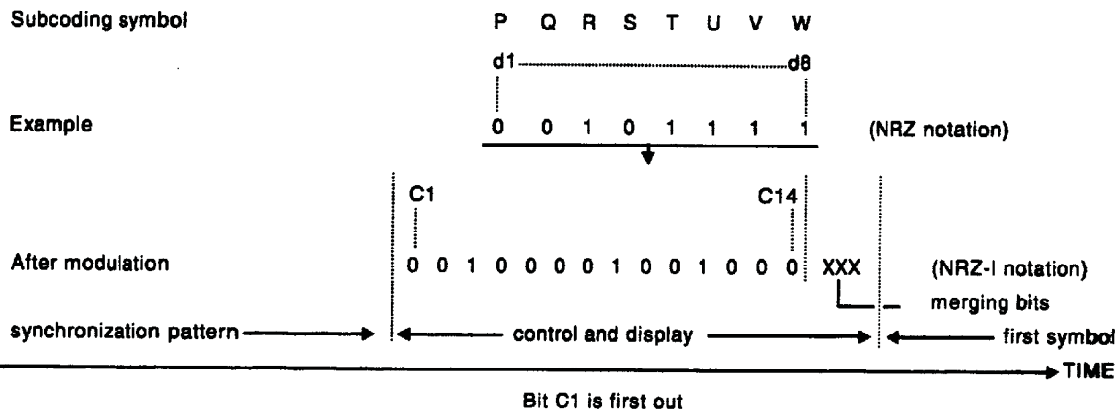 Subcoding symbol P Q R S T U V W
d1 d8
Example 0 0 1 0 1 1 1 1 (NRZ notation)
C1 C14
After modulation 0 0 1 0 0 0 0 1 0 0 1 0 0 0 XXX (NRZ-I notation)
merging bits
synchronization pattern control and display first symbol
TIME
Bit C1 is first out